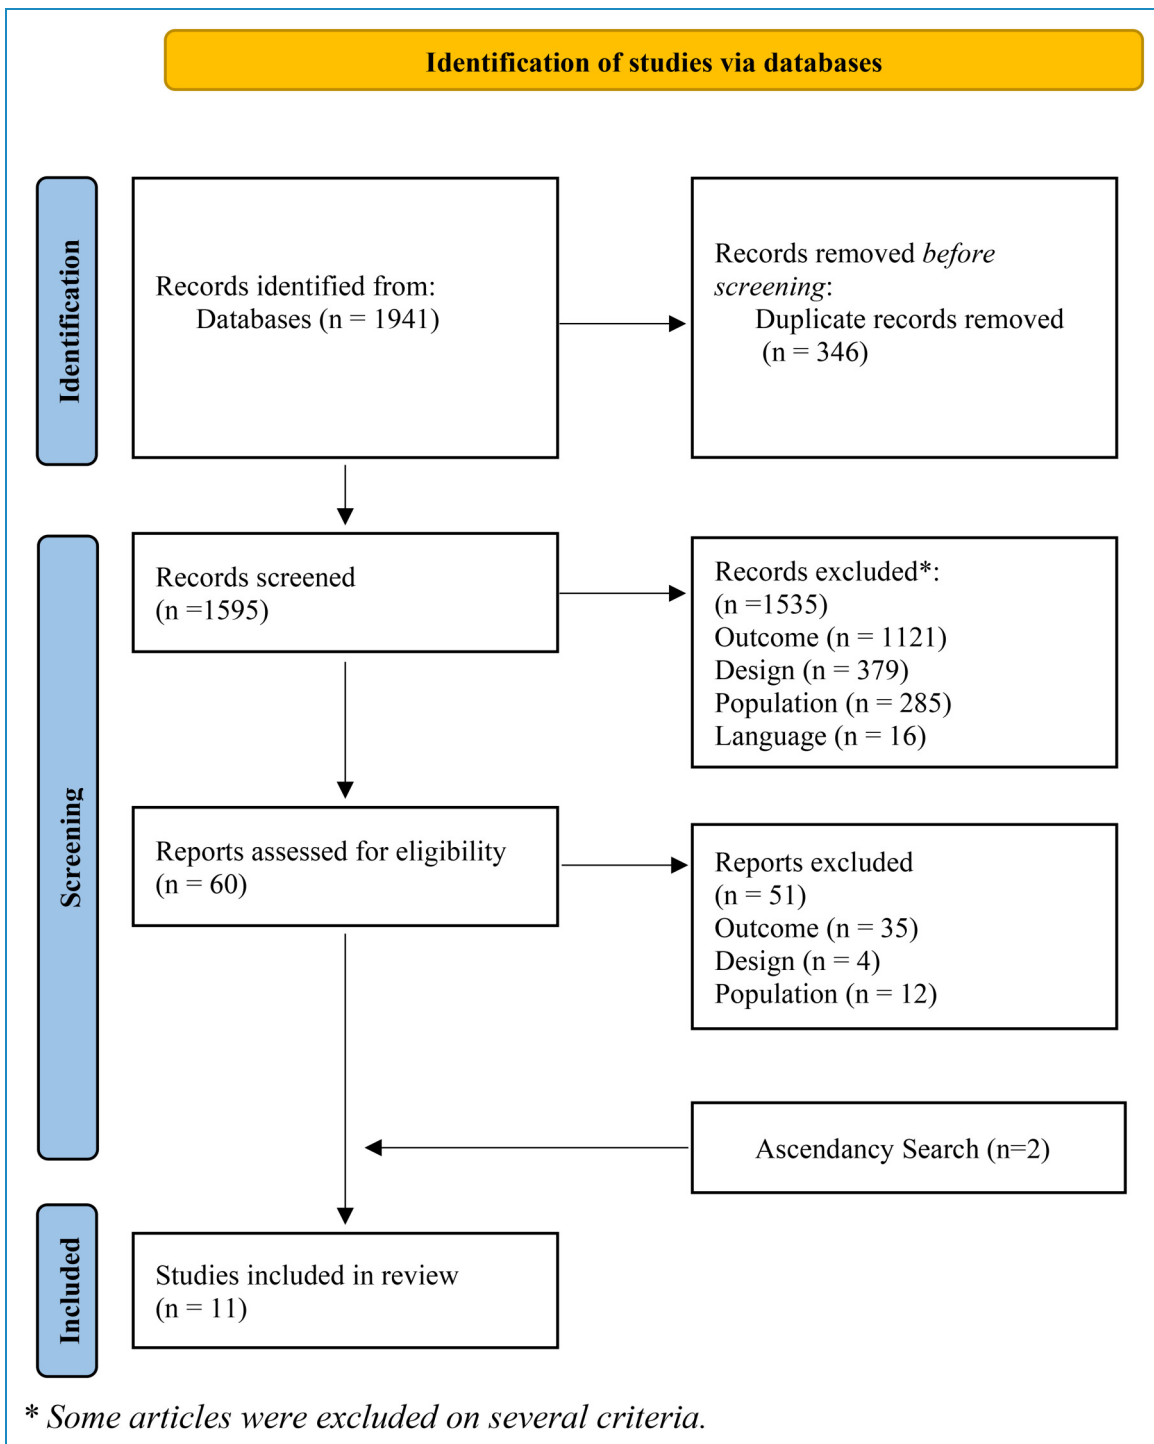 Identification of studies via databases
Identification
Records identified from:
Databases (n = 1941)
Records removed before
screening:
Duplicate records removed
(n = 346)
Screening
Records screened
(n =1595)
Records excluded*:
(n =1535)
Outcome (n = 1121)
Design (n = 379)
Population (n = 285)
Language (n = 16)
Reports assessed for eligibility
(n = 60)
Reports excluded
(n = 51)
Outcome (n = 35)
Design (n = 4)
Population (n = 12)
Ascendancy Search (n=2)
Included
Studies included in review
(n = 11)
* Some articles were excluded on several criteria.